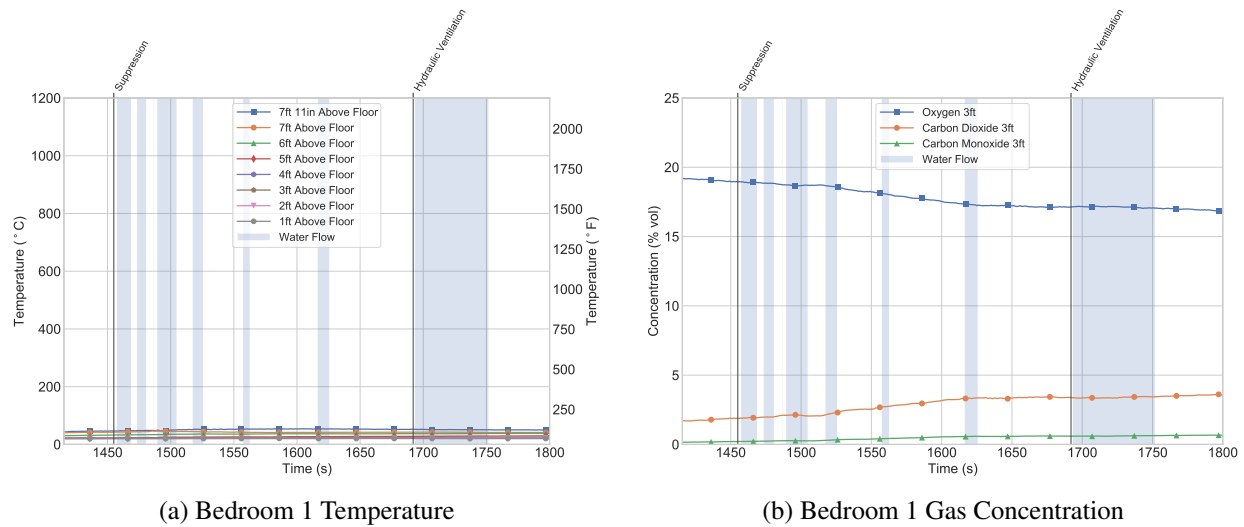 Suppression
Hydraulic Ventilation
1200
1000
800
600
400
200
0
Temperature (°C)
2000
1750
1500
1250
1000
750
500
250
Temperature (°F)
7ft 11in Above Floor
7ft Above Floor
6ft Above Floor
5ft Above Floor
4ft Above Floor
3ft Above Floor
2ft Above Floor
1ft Above Floor
Water Flow
1450 1500 1550 1600 1650 1700 1750 1800
Time (s)
(a) Bedroom 1 Temperature
Suppression
Hydraulic Ventilation
25
20
15
10
5
0
Concentration (% vol)
Oxygen 3ft
Carbon Dioxide 3ft
Carbon Monoxide 3ft
Water Flow
1450 1500 1550 1600 1650 1700 1750 1800
Time (s)
(b) Bedroom 1 Gas Concentration